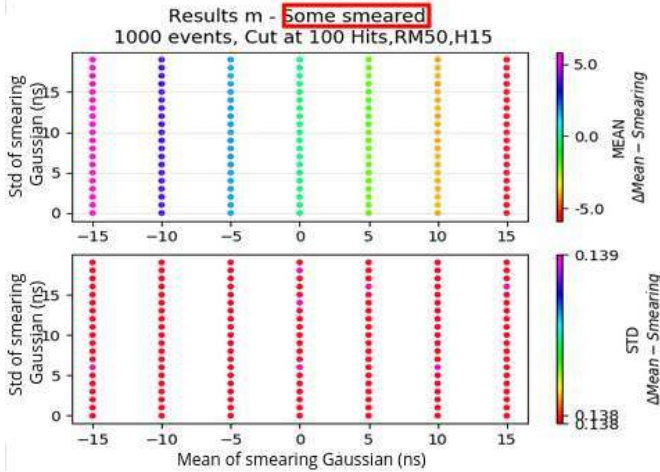 Results m - Some smeared
1000 events, Cut at 100 Hits,RM50,H15
Std of smearing
Gaussian (ns)
15
10
5
0
−15 −10 −5 0 5 10 15
5.0
0.0
-5.0
MEAN
ΔMean − Smearing
Std of smearing
Gaussian (ns)
15
10
5
0
−15 −10 −5 0 5 10 15
Mean of smearing Gaussian (ns)
0.139
0.138
0.138
STD
ΔMean − Smearing